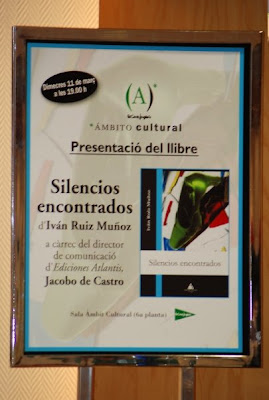 Dimecres 11 de març
a les 19.00 h
(A)
*ÁMBITO cultural
Presentació del llibre
Silencios
encontrados
d'Iván Ruiz Muñoz
a càrrec del director
de comunicació
d'Ediciones Atlantis,
Jacobo de Castro
Iván Ruiz Muñoz
Silencios encontrados
Sala Àmbit Cultural (6a planta)